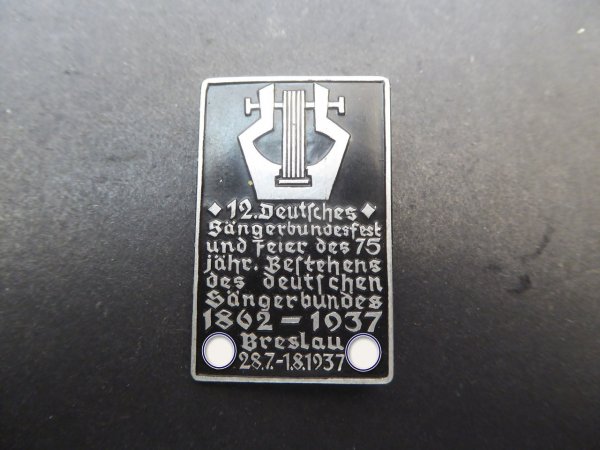 12. Deutsches
Sängerbundesfest
und Feier des 75
jähr. Bestehens
des deutschen
Sängerbundes
1862 - 1937
Breslau
28.7.-1.8.1937